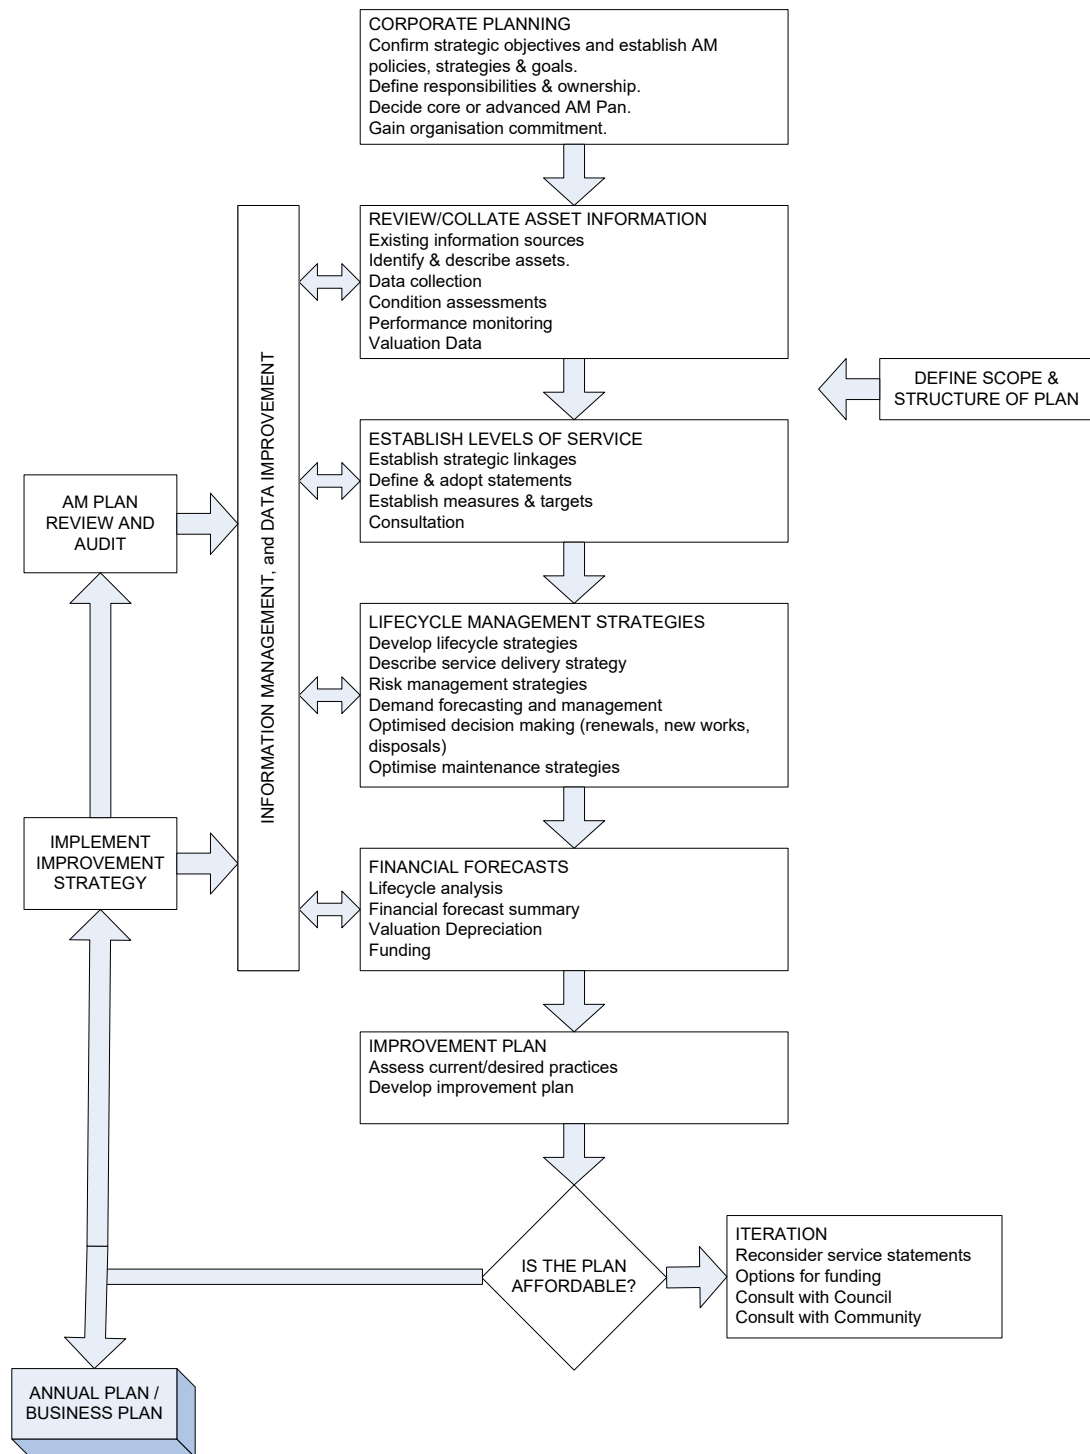 CORPORATE PLANNING
Confirm strategic objectives and establish AM
policies, strategies & goals.
Define responsibilities & ownership.
Decide core or advanced AM Pan.
Gain organisation commitment.
REVIEW/COLLATE ASSET INFORMATION
Existing information sources
Identify & describe assets.
Data collection
Condition assessments
Performance monitoring
Valuation Data
DEFINE SCOPE &
STRUCTURE OF PLAN
INFORMATION MANAGEMENT, and DATA IMPROVEMENT
ESTABLISH LEVELS OF SERVICE
Establish strategic linkages
Define & adopt statements
Establish measures & targets
Consultation
AM PLAN
REVIEW AND
AUDIT
LIFECYCLE MANAGEMENT STRATEGIES
Develop lifecycle strategies
Describe service delivery strategy
Risk management strategies
Demand forecasting and management
Optimised decision making (renewals, new works,
disposals)
Optimise maintenance strategies
IMPLEMENT
IMPROVEMENT
STRATEGY
FINANCIAL FORECASTS
Lifecycle analysis
Financial forecast summary
Valuation Depreciation
Funding
IMPROVEMENT PLAN
Assess current/desired practices
Develop improvement plan
IS THE PLAN
AFFORDABLE?
ITERATION
Reconsider service statements
Options for funding
Consult with Council
Consult with Community
ANNUAL PLAN /
BUSINESS PLAN